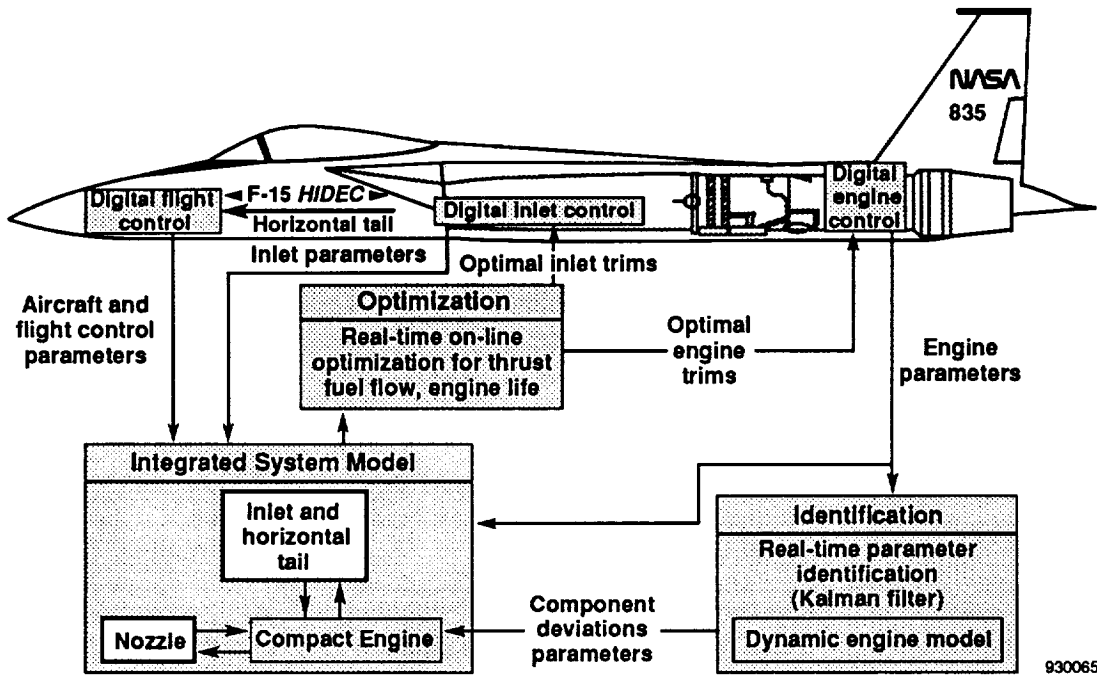 NASA
835
Digital flight
control
F-15 HIDEC
Horizontal tail
Digital inlet control
Digital
engine
control
Inlet parameters
Optimal inlet trims
Aircraft and
flight control
parameters
Optimization
Real-time on-line
optimization for thrust
fuel flow, engine life
Optimal
engine
trims
Engine
parameters
Integrated System Model
Inlet and
horizontal
tail
Nozzle
Compact Engine
Component
deviations
parameters
Identification
Real-time parameter
identification
(Kalman filter)
Dynamic engine model
930065